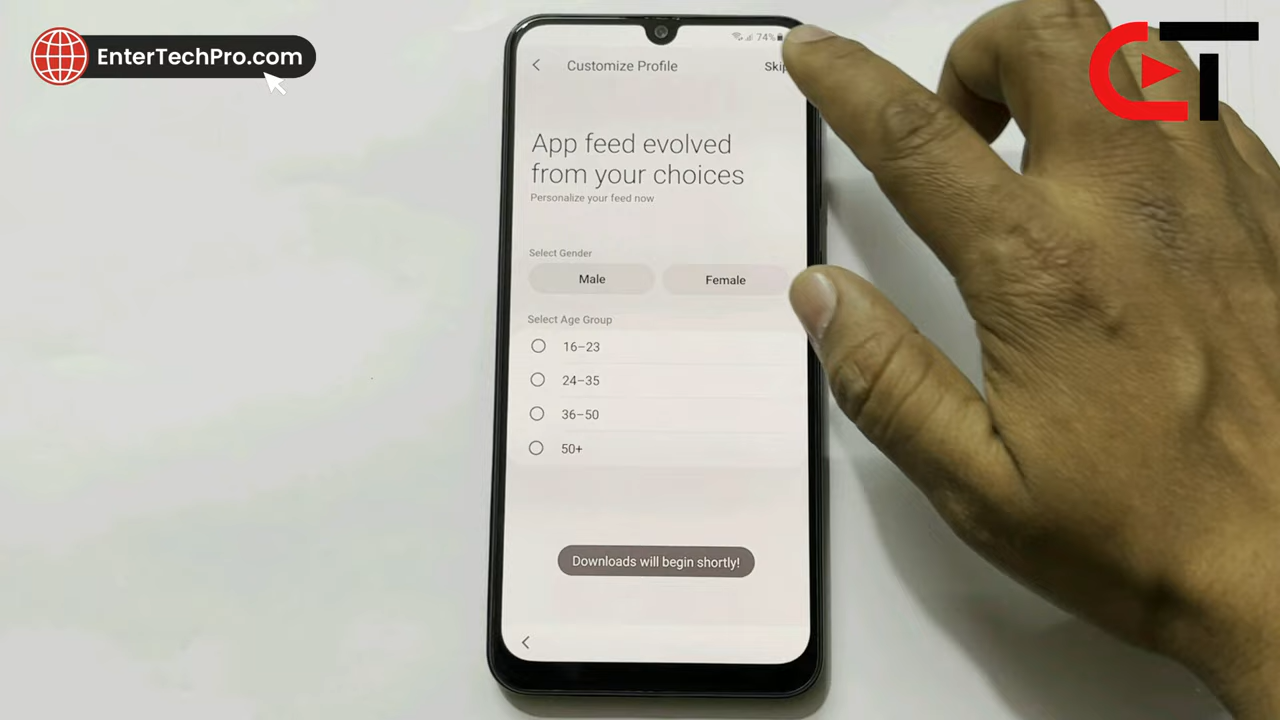 EnterTechPro.com
74%
Customize Profile
Skip
App feed evolved
from your choices
Personalize your feed now
Select Gender
Male
Female
Select Age Group
16–23
24–35
36–50
50+
Downloads will begin shortly!